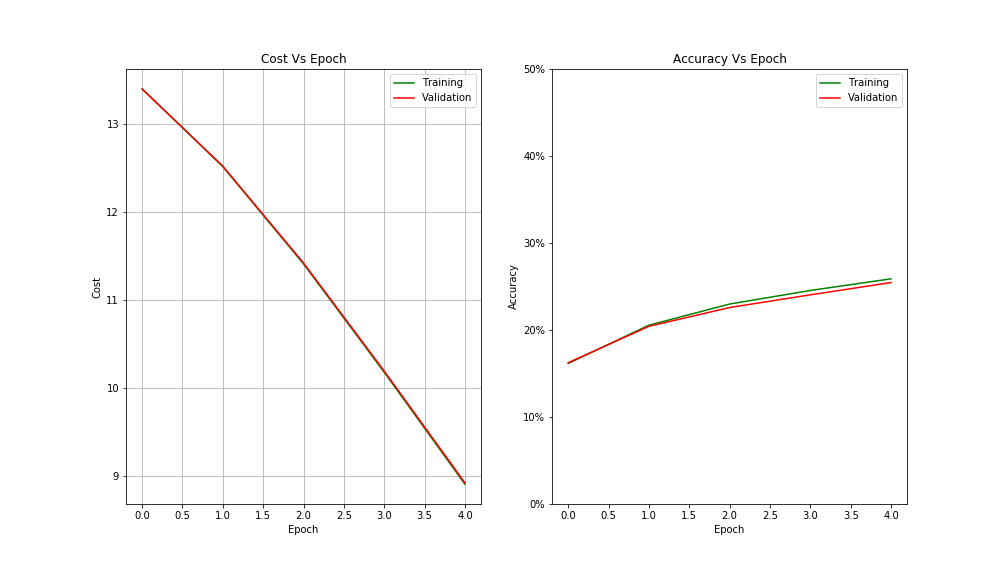 Cost Vs Epoch
Training
Validation
13
12
11
10
9
Cost
0.0 0.5 1.0 1.5 2.0 2.5 3.0 3.5 4.0
Epoch
Accuracy Vs Epoch
Training
Validation
50%
40%
30%
20%
10%
0%
Accuracy
0.0 0.5 1.0 1.5 2.0 2.5 3.0 3.5 4.0
Epoch